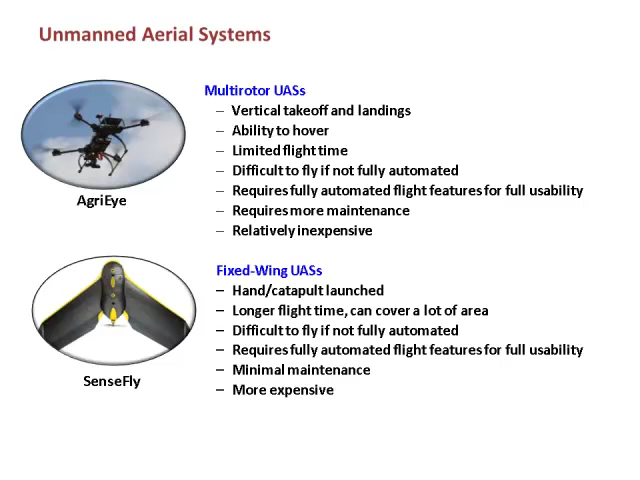 Unmanned Aerial Systems
Multirotor UASs
– Vertical takeoff and landings
– Ability to hover
– Limited flight time
– Difficult to fly if not fully automated
– Requires fully automated flight features for full usability
– Requires more maintenance
– Relatively inexpensive
AgriEye
Fixed-Wing UASs
– Hand/catapult launched
– Longer flight time, can cover a lot of area
– Difficult to fly if not fully automated
– Requires fully automated flight features for full usability
– Minimal maintenance
– More expensive
SenseFly